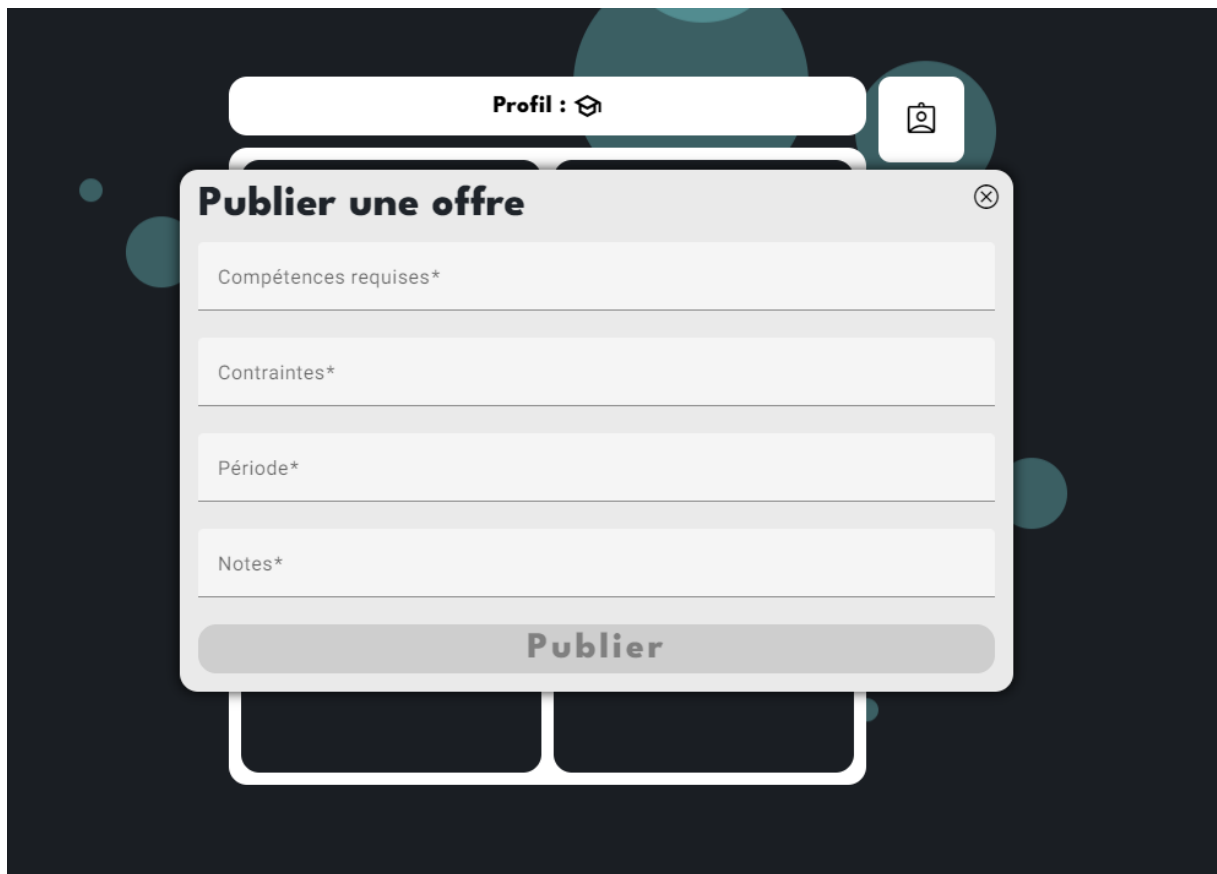 Profil :
Publier une offre
Compétences requises*
Contraintes*
Période*
Notes*
Publier